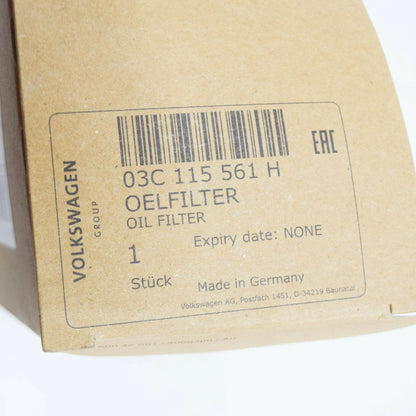 VOLKSWAGEN
GROUP
EAC
03C 115 561 H
OELFILTER
OIL FILTER
Expiry date: NONE
1
Stück
Made in Germany
Volkswagen AG, Postfach 1451, D-34219 Baunatal